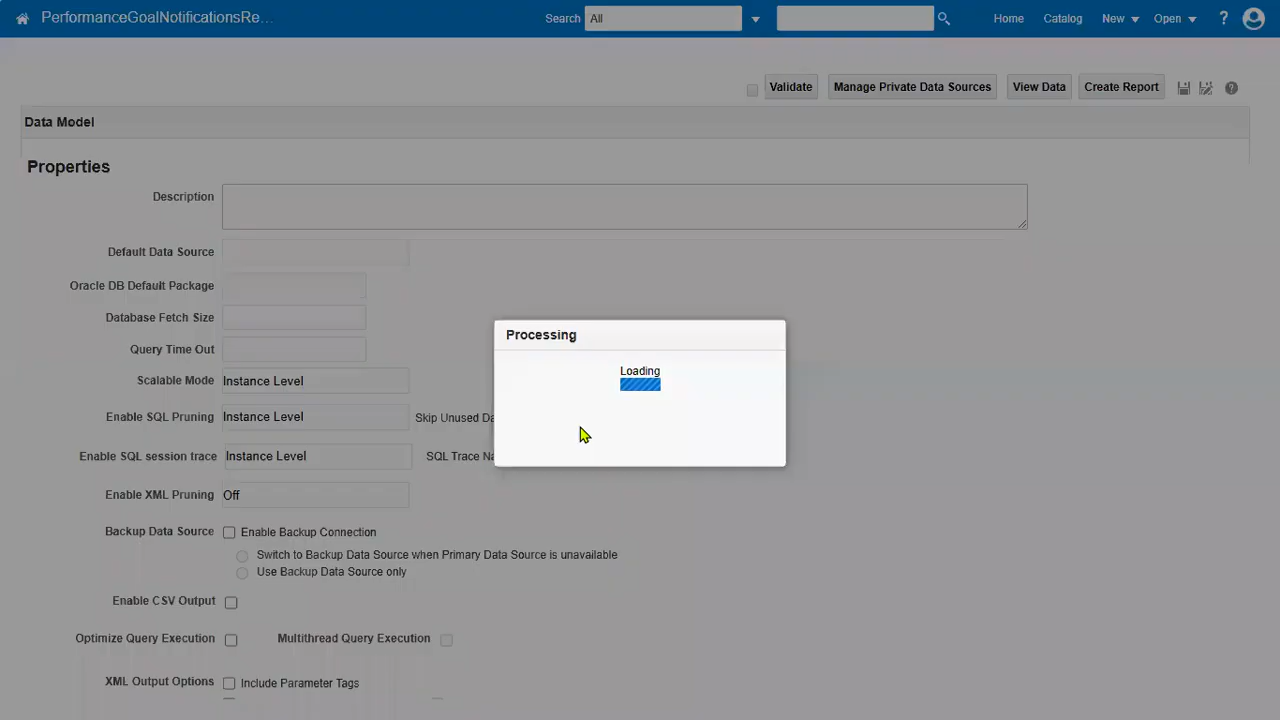 PerformanceGoalNotificationsRe...
Search All
Home Catalog New Open ?
Validate Manage Private Data Sources View Data Create Report ?
Data Model
Properties
Description
Default Data Source
Oracle DB Default Package
Database Fetch Size
Query Time Out
Processing
Loading
Scalable Mode Instance Level
Enable SQL Pruning Instance Level Skip Unused Da
Enable SQL session trace Instance Level SQL Trace Na
Enable XML Pruning Off
Backup Data Source Enable Backup Connection
Switch to Backup Data Source when Primary Data Source is unavailable
Use Backup Data Source only
Enable CSV Output
Optimize Query Execution Multithread Query Execution
XML Output Options Include Parameter Tags